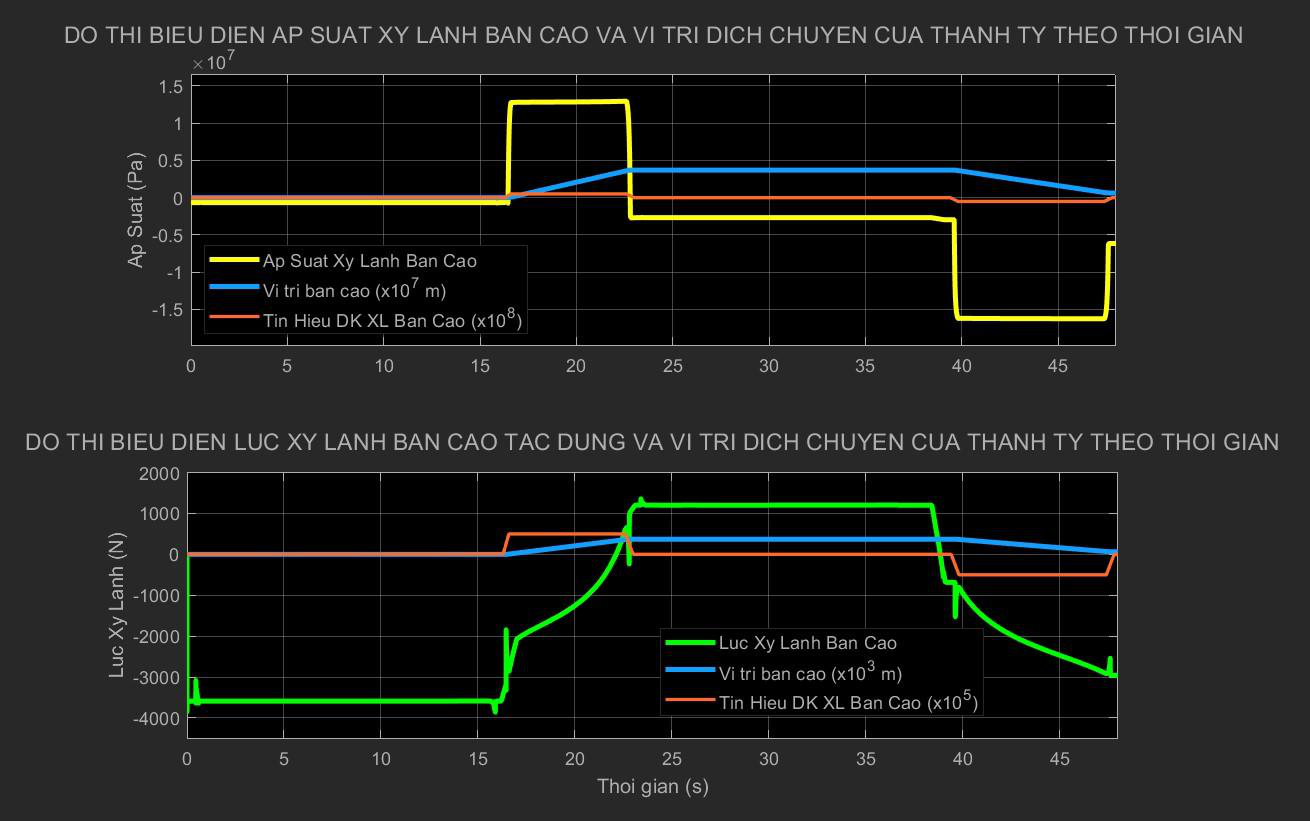 DO THI BIEU DIEN AP SUAT XY LANH BAN CAO VA VI TRI DICH CHUYEN CUA THANH TY THEO THOI GIAN
×10^7
1.5
1
0.5
0
-0.5
-1
-1.5
Ap Suat (Pa)
Ap Suat Xy Lanh Ban Cao
Vi tri ban cao (x10^7 m)
Tin Hieu DK XL Ban Cao (x10^8)
0 5 10 15 20 25 30 35 40 45
DO THI BIEU DIEN LUC XY LANH BAN CAO TAC DUNG VA VI TRI DICH CHUYEN CUA THANH TY THEO THOI GIAN
2000
1000
0
-1000
-2000
-3000
-4000
Luc Xy Lanh (N)
Luc Xy Lanh Ban Cao
Vi tri ban cao (x10^3 m)
Tin Hieu DK XL Ban Cao (x10^5)
0 5 10 15 20 25 30 35 40 45
Thoi gian (s)